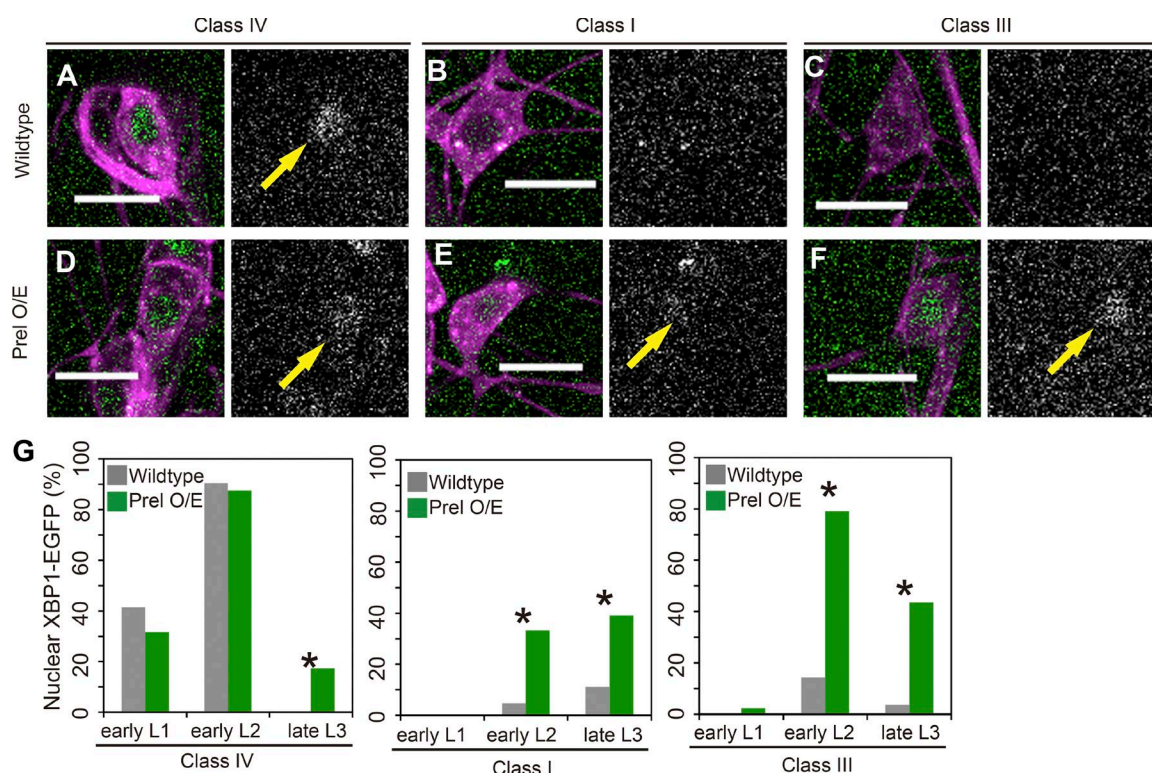 Class IV
Class I
Class III
Wildtype
A
B
C
Prel O/E
D
E
F
G
Nuclear XBP1-EGFP (%)
100
80
60
40
20
0
Wildtype
Prel O/E
*
early L1 early L2 late L3
Class IV
100
80
60
40
20
0
Wildtype
Prel O/E
* *
early L1 early L2 late L3
Class I
100
80
60
40
20
0
Wildtype
Prel O/E
* *
early L1 early L2 late L3
Class III